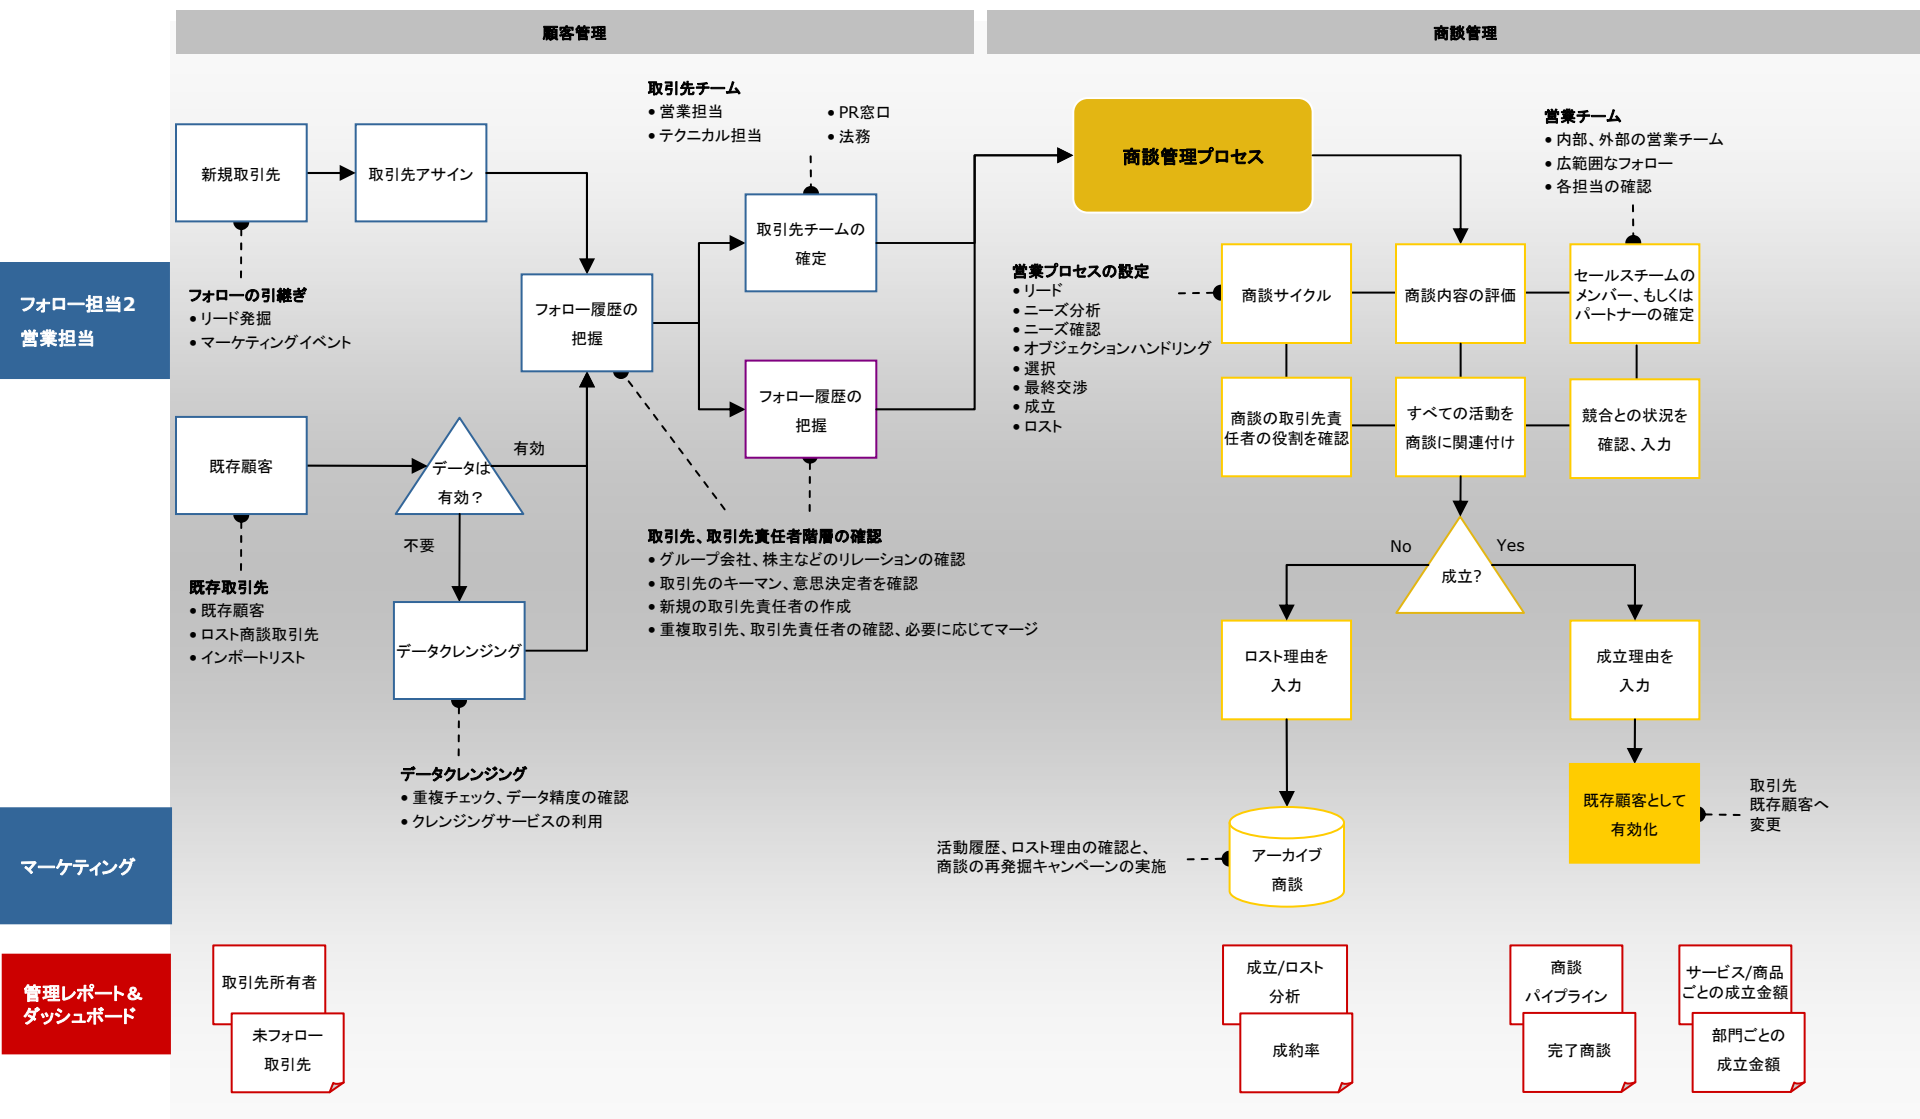 顧客管理
商談管理
取引先チーム
• 営業担当
• テクニカル担当
• PR窓口
• 法務
営業チーム
• 内部、外部の営業チーム
• 広範囲なフォロー
• 各担当の確認
新規取引先
取引先アサイン
商談管理プロセス
取引先チームの
確定
フォロー担当2
営業担当
フォローの引継ぎ
• リード発掘
• マーケティングイベント
フォロー履歴の
把握
営業プロセスの設定
• リード
• ニーズ分析
• ニーズ確認
• オブジェクションハンドリング
• 選択
• 最終交渉
• 成立
• ロスト
商談サイクル
商談内容の評価
セールスチームの
メンバー、もしくは
パートナーの確定
フォロー履歴の
把握
商談の取引先責
任者の役割を確認
すべての活動を
商談に関連付け
競合との状況を
確認、入力
既存顧客
データは
有効？
有効
不要
取引先、取引先責任者階層の確認
• グループ会社、株主などのリレーションの確認
• 取引先のキーマン、意思決定者を確認
• 新規の取引先責任者の作成
• 重複取引先、取引先責任者の確認、必要に応じてマージ
No
成立?
Yes
既存取引先
• 既存顧客
• ロスト商談取引先
• インポートリスト
データクレンジング
ロスト理由を
入力
成立理由を
入力
データクレンジング
• 重複チェック、データ精度の確認
• クレンジングサービスの利用
既存顧客として
有効化
取引先
既存顧客へ
変更
マーケティング
活動履歴、ロスト理由の確認と、
商談の再発掘キャンペーンの実施
アーカイブ
商談
管理レポート&
ダッシュボード
取引先所有者
未フォロー
取引先
成立/ロスト
分析
成約率
商談
パイプライン
完了商談
サービス/商品
ごとの成立金額
部門ごとの
成立金額